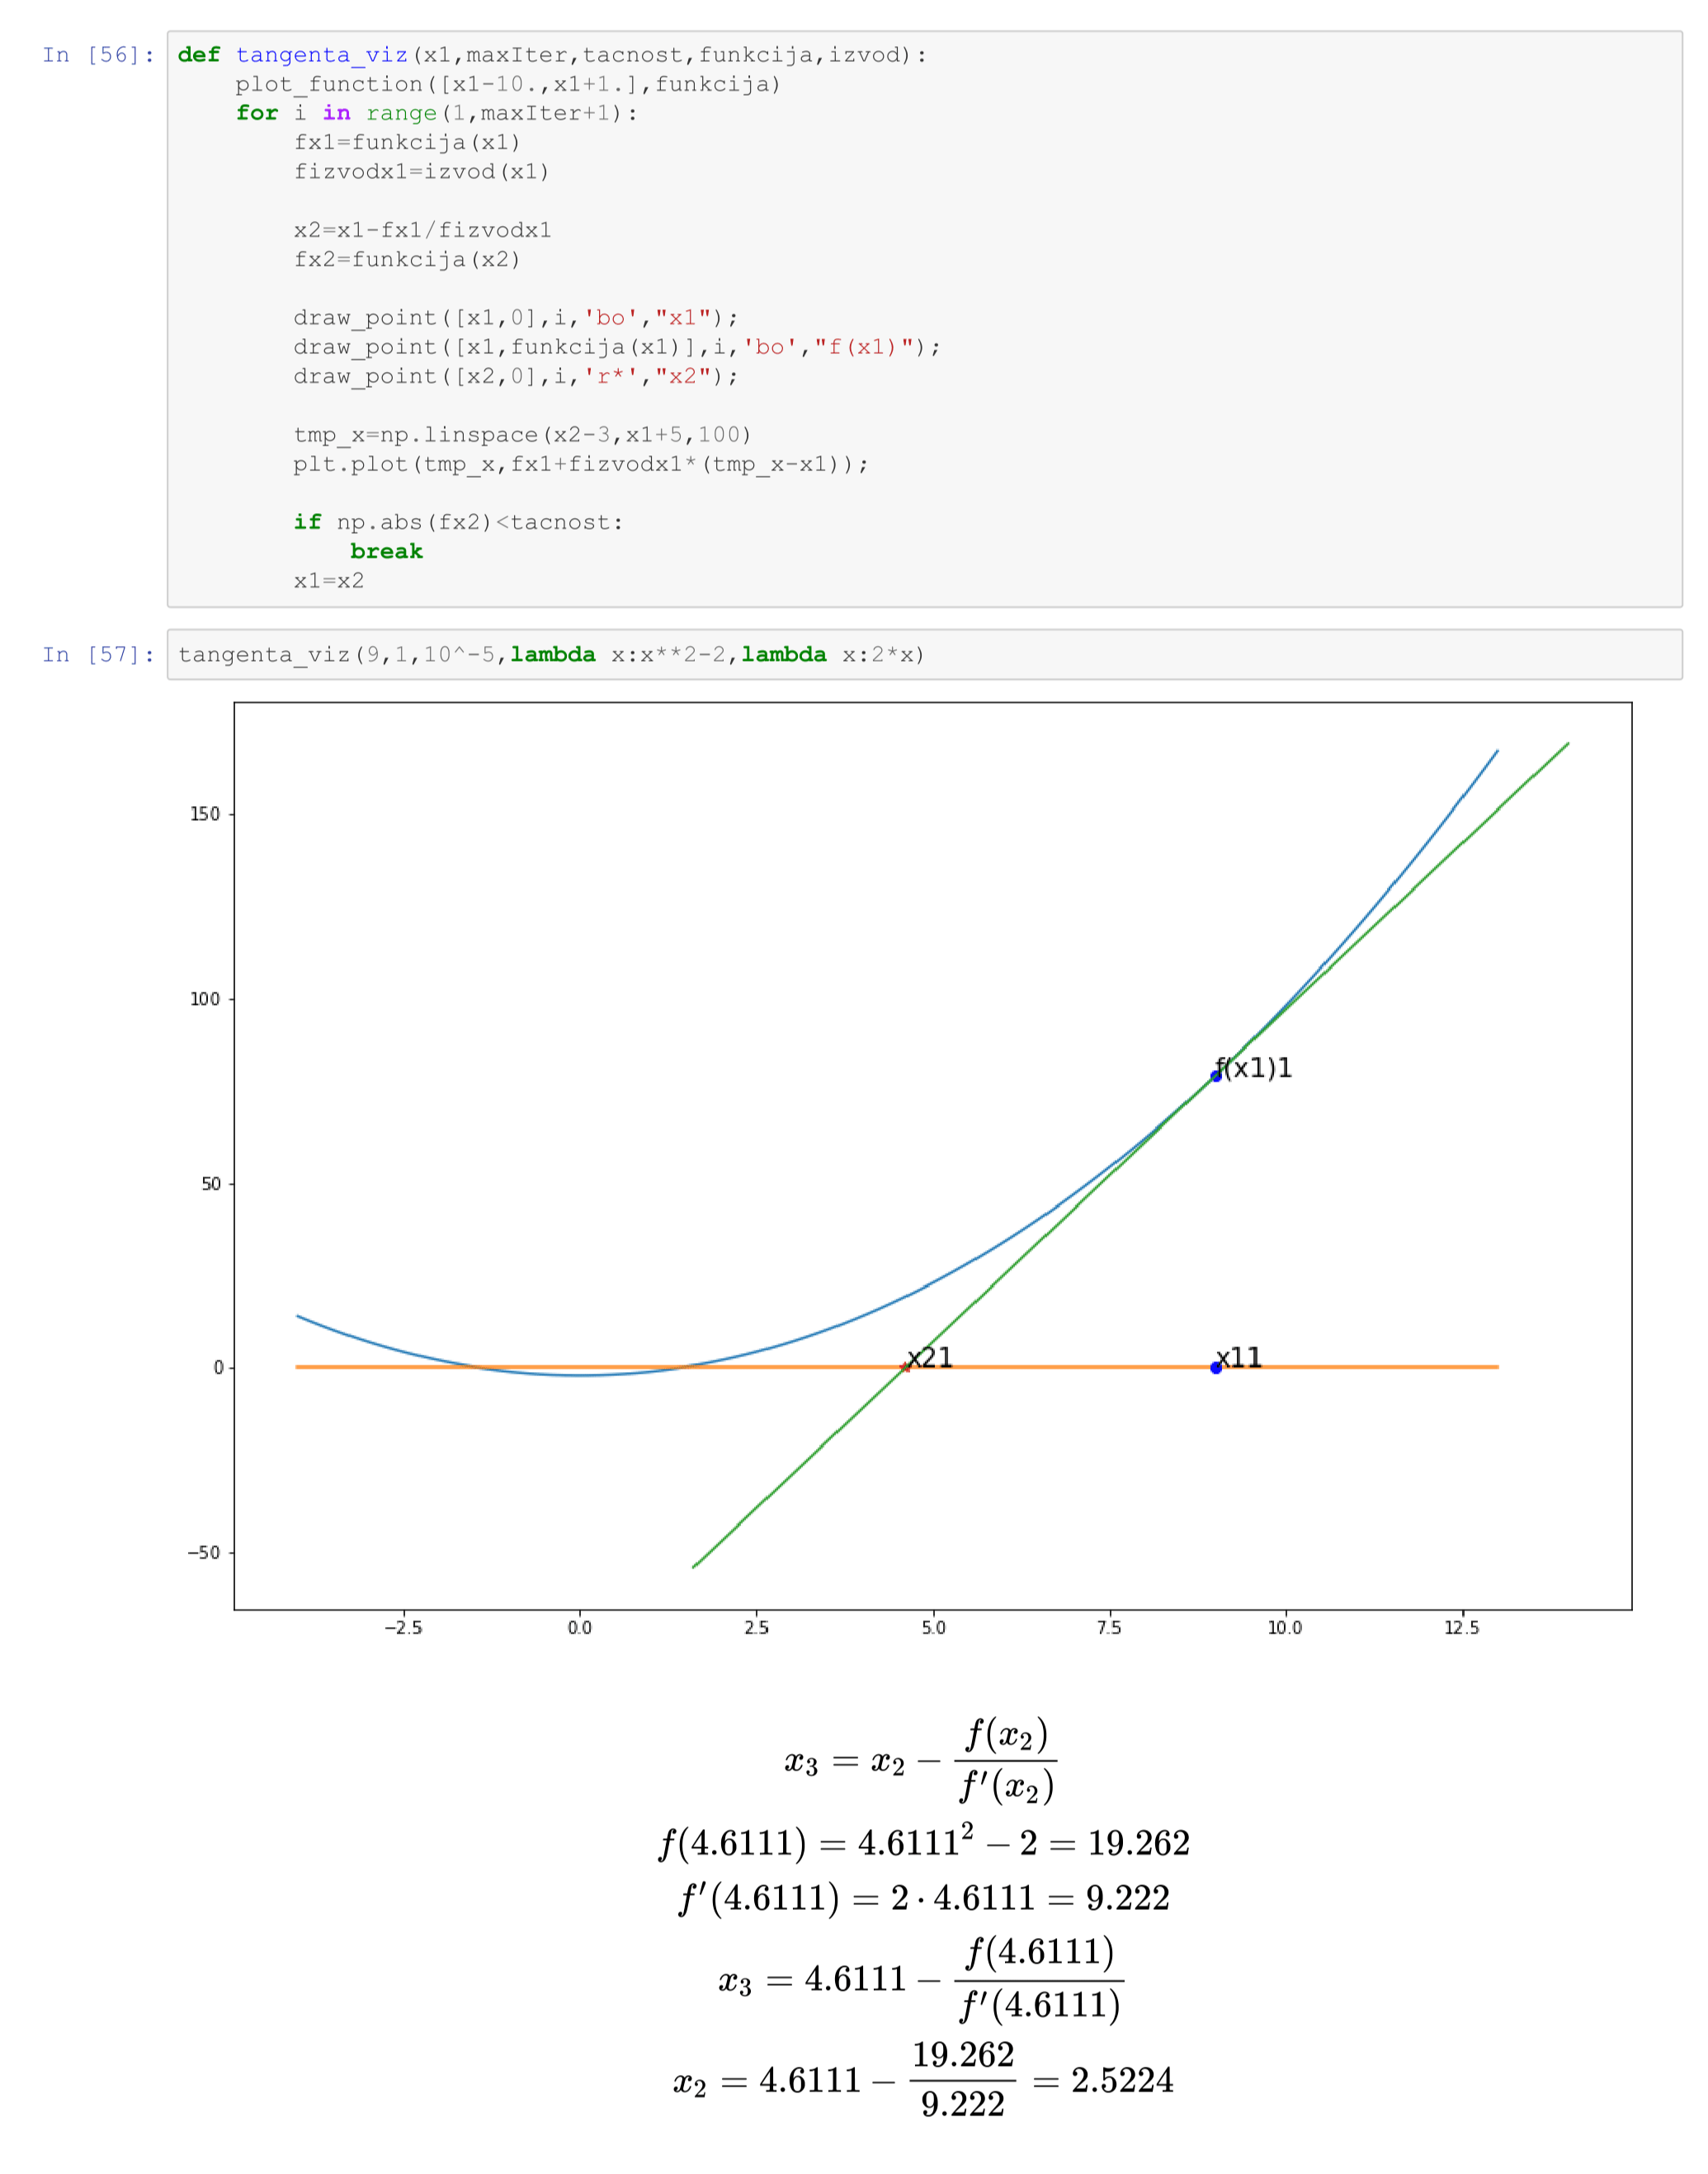 In [56]: def tangenta_viz(x1,maxIter,tacnost,funkcija,izvod):
    plot_function([x1-10.,x1+1.],funkcija)
    for i in range(1,maxIter+1):
        fx1=funkcija(x1)
        fizvodx1=izvod(x1)
        x2=x1-fx1/fizvodx1
        fx2=funkcija(x2)
        draw_point([x1,0],i,'bo',"x1");
        draw_point([x1,funkcija(x1)],i,'bo',"f(x1)");
        draw_point([x2,0],i,'r*',"x2");
        tmp_x=np.linspace(x2-3,x1+5,100)
        plt.plot(tmp_x,fx1+fizvodx1*(tmp_x-x1));
        if np.abs(fx2)<tacnost:
            break
        x1=x2
In [57]: tangenta_viz(9,1,10^-5,lambda x:x**2-2,lambda x:2*x)
150
100
f(x1)1
50
0
x21
x11
−50
−2.5 0.0 2.5 5.0 7.5 10.0 12.5
x₃ = x₂ − f(x₂)/f′(x₂)
f(4.6111) = 4.6111² − 2 = 19.262
f′(4.6111) = 2 · 4.6111 = 9.222
x₃ = 4.6111 − f(4.6111)/f′(4.6111)
x₂ = 4.6111 − 19.262/9.222 = 2.5224